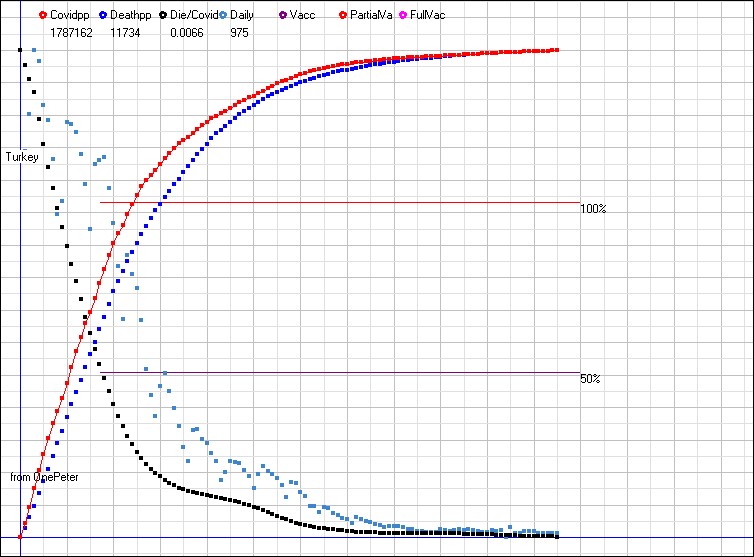 Covidpp Deathpp Die/Covid Daily Vacc PartialVa FullVac
1787162 11734 0.0066 975
Turkey
100%
50%
from OnePeter